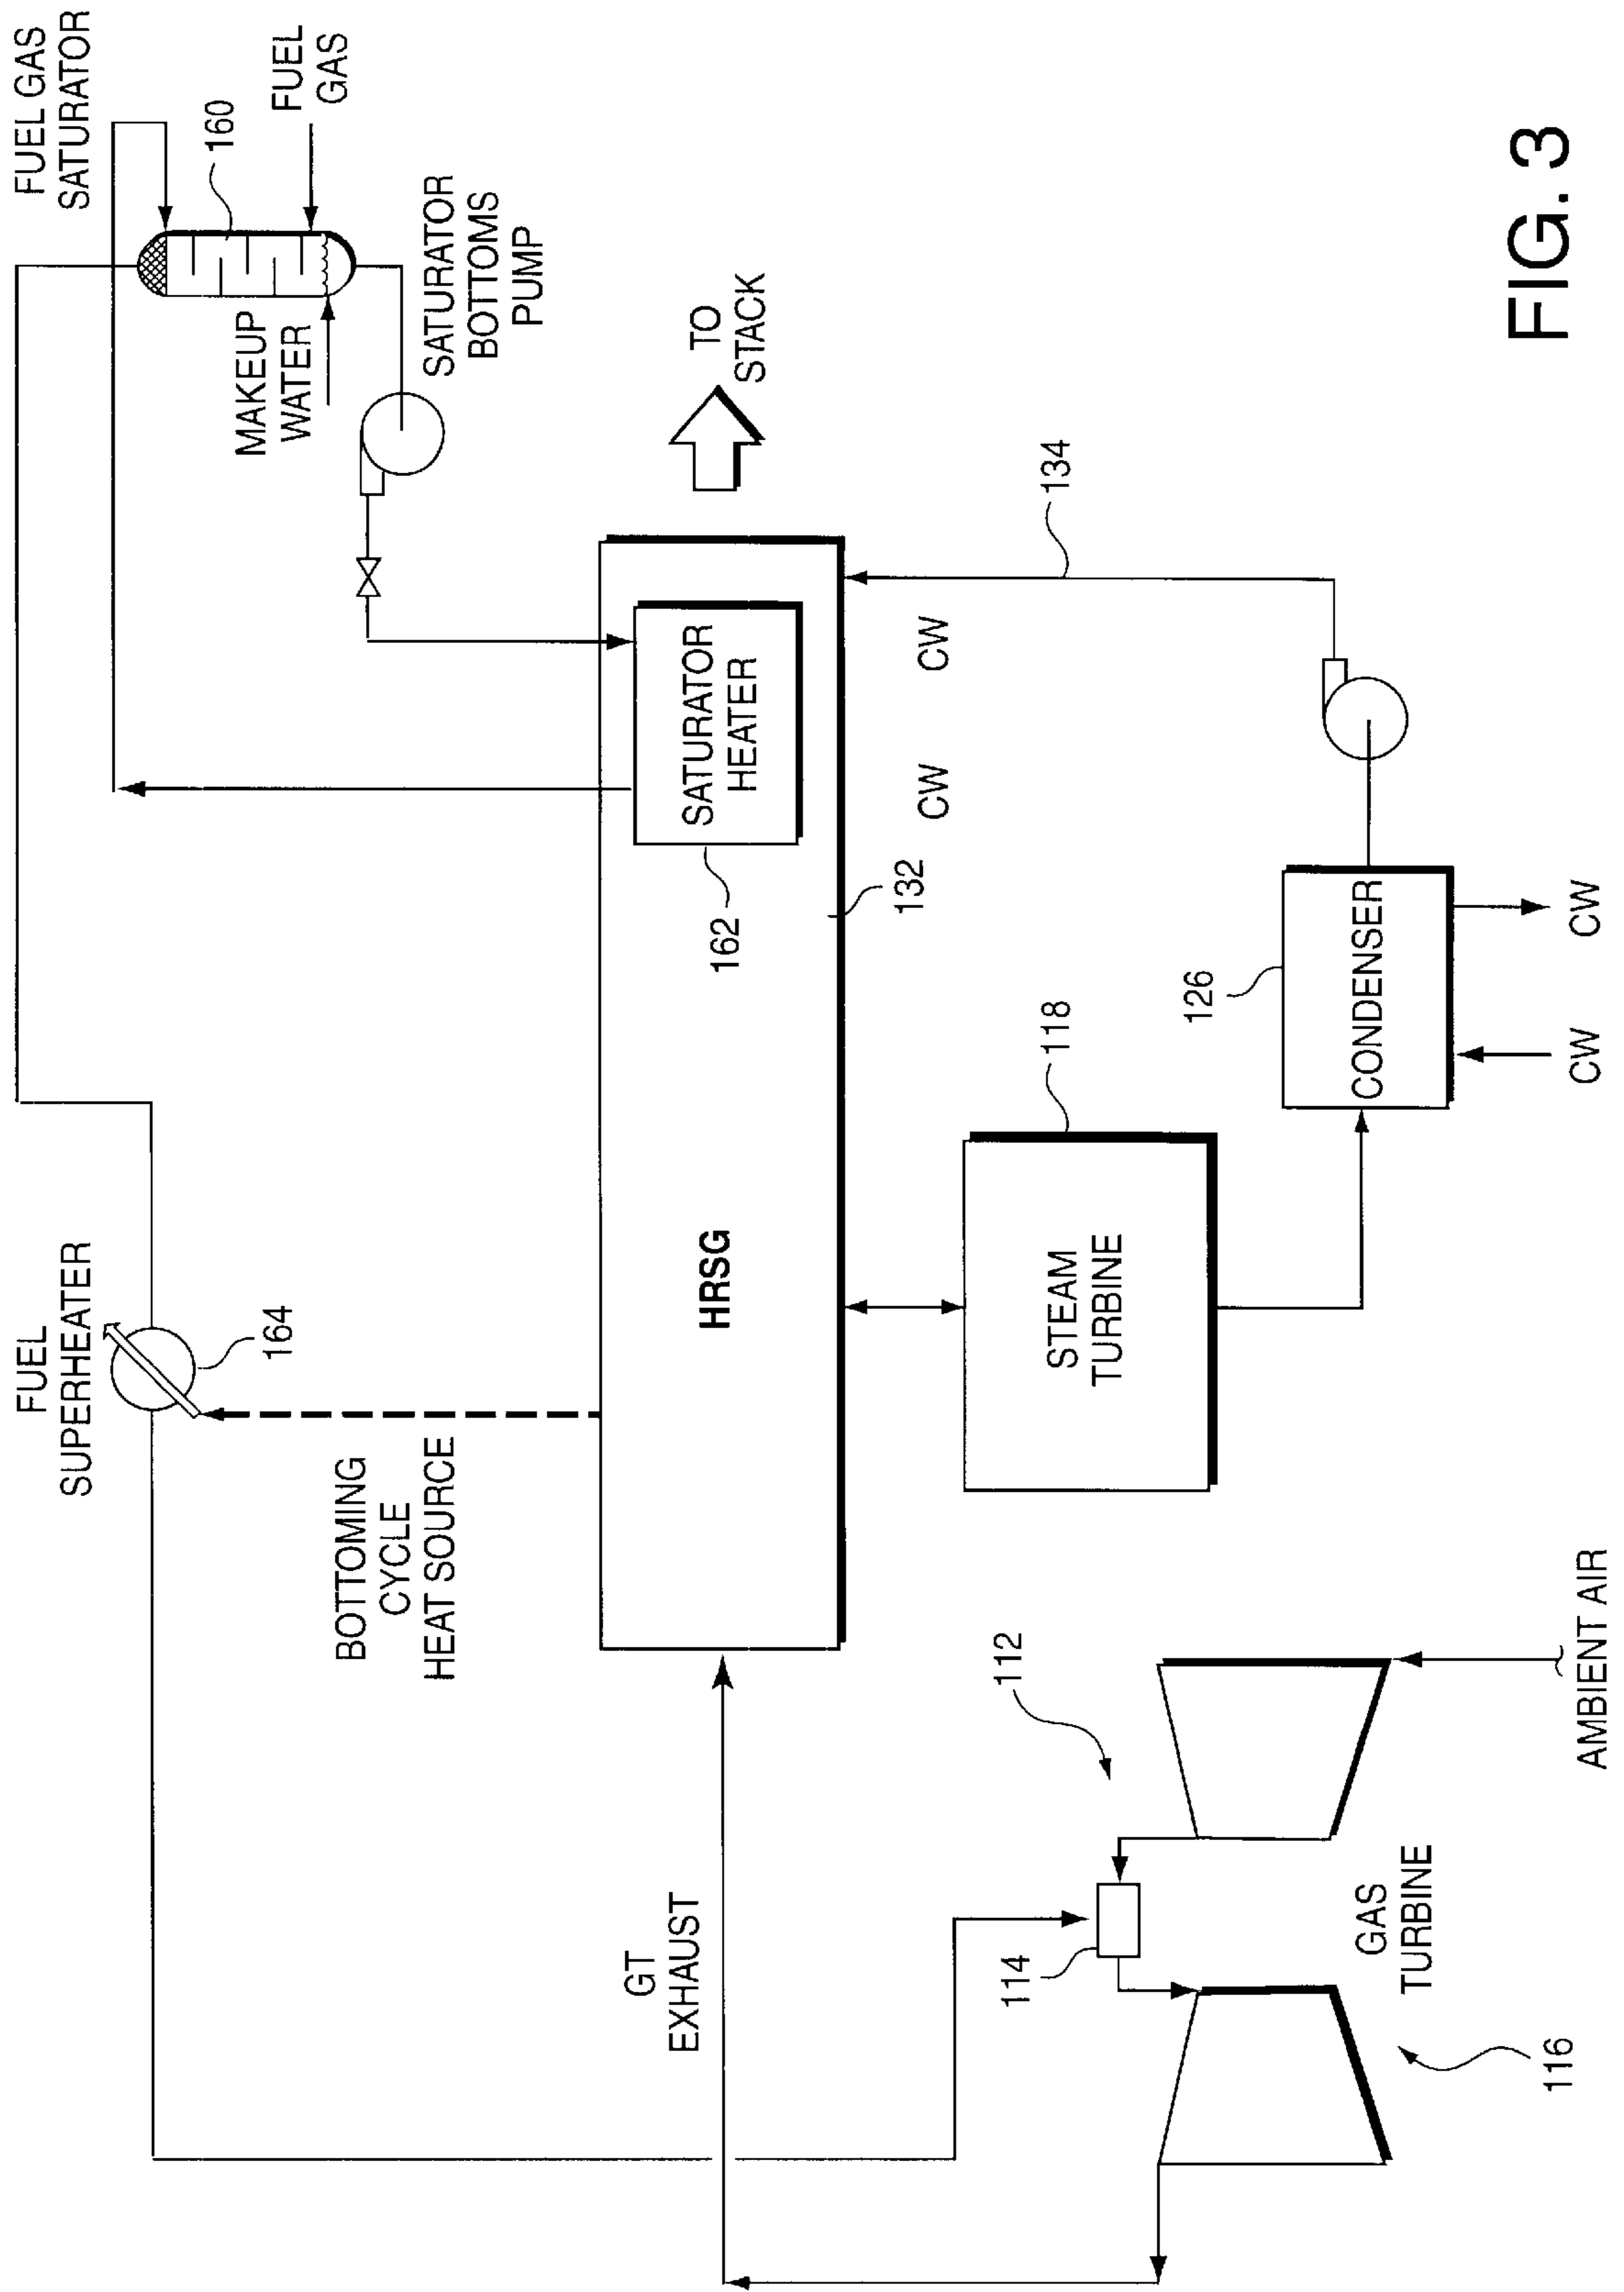 FUEL
SUPERHEATER
164
FUEL GAS
SATURATOR
160
FUEL
GAS
MAKEUP
WATER
SATURATOR
BOTTOMS
PUMP
BOTTOMING
CYCLE
HEAT SOURCE
GT
EXHAUST
HRSG
SATURATOR
HEATER
162
132
TO
STACK
CW
CW
134
112
114
GAS
TURBINE
116
AMBIENT AIR
STEAM
TURBINE
118
126
CONDENSER
CW
CW
FIG. 3